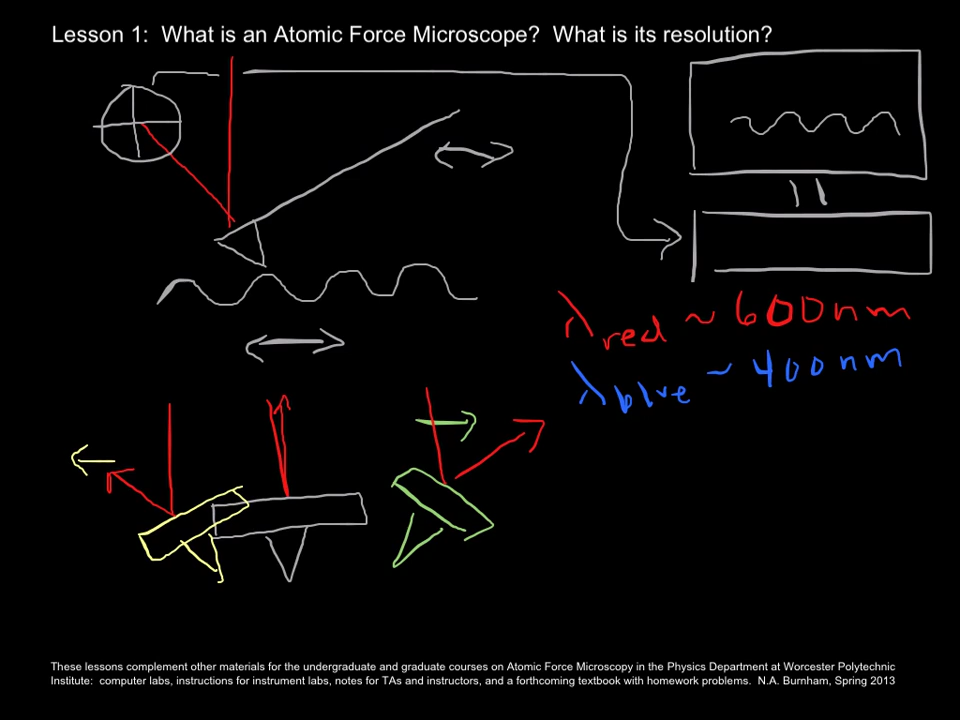 Lesson 1:  What is an Atomic Force Microscope?  What is its resolution?
λred ~ 600nm
λblue ~ 400nm
These lessons complement other materials for the undergraduate and graduate courses on Atomic Force Microscopy in the Physics Department at Worcester Polytechnic
Institute:  computer labs, instructions for instrument labs, notes for TAs and instructors, and a forthcoming textbook with homework problems.  N.A. Burnham, Spring 2013